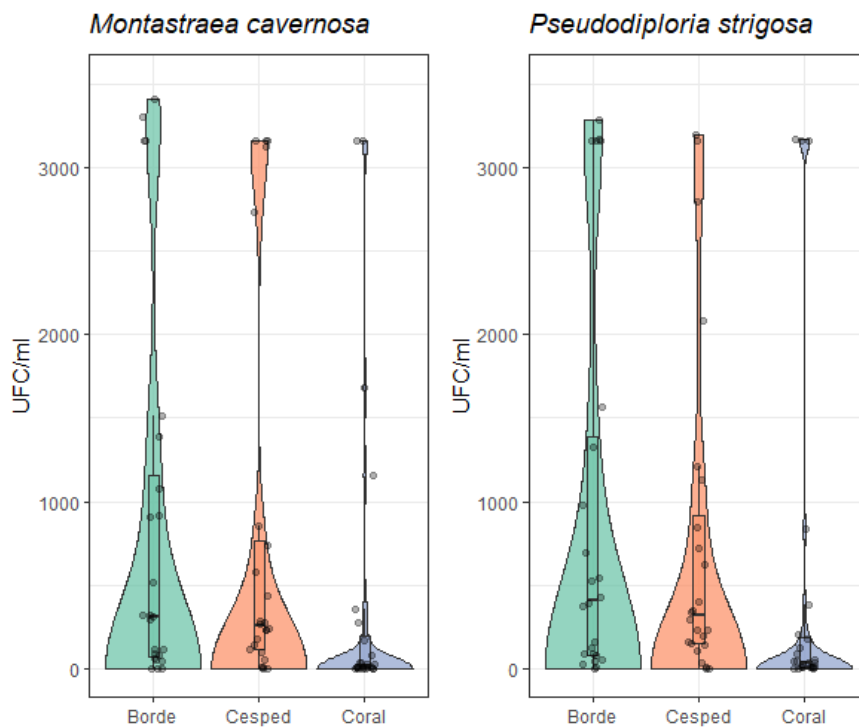 Montastraea cavernosa
UFC/ml
3000
2000
1000
0
Borde Cesped Coral
Pseudodiploria strigosa
UFC/ml
3000
2000
1000
0
Borde Cesped Coral